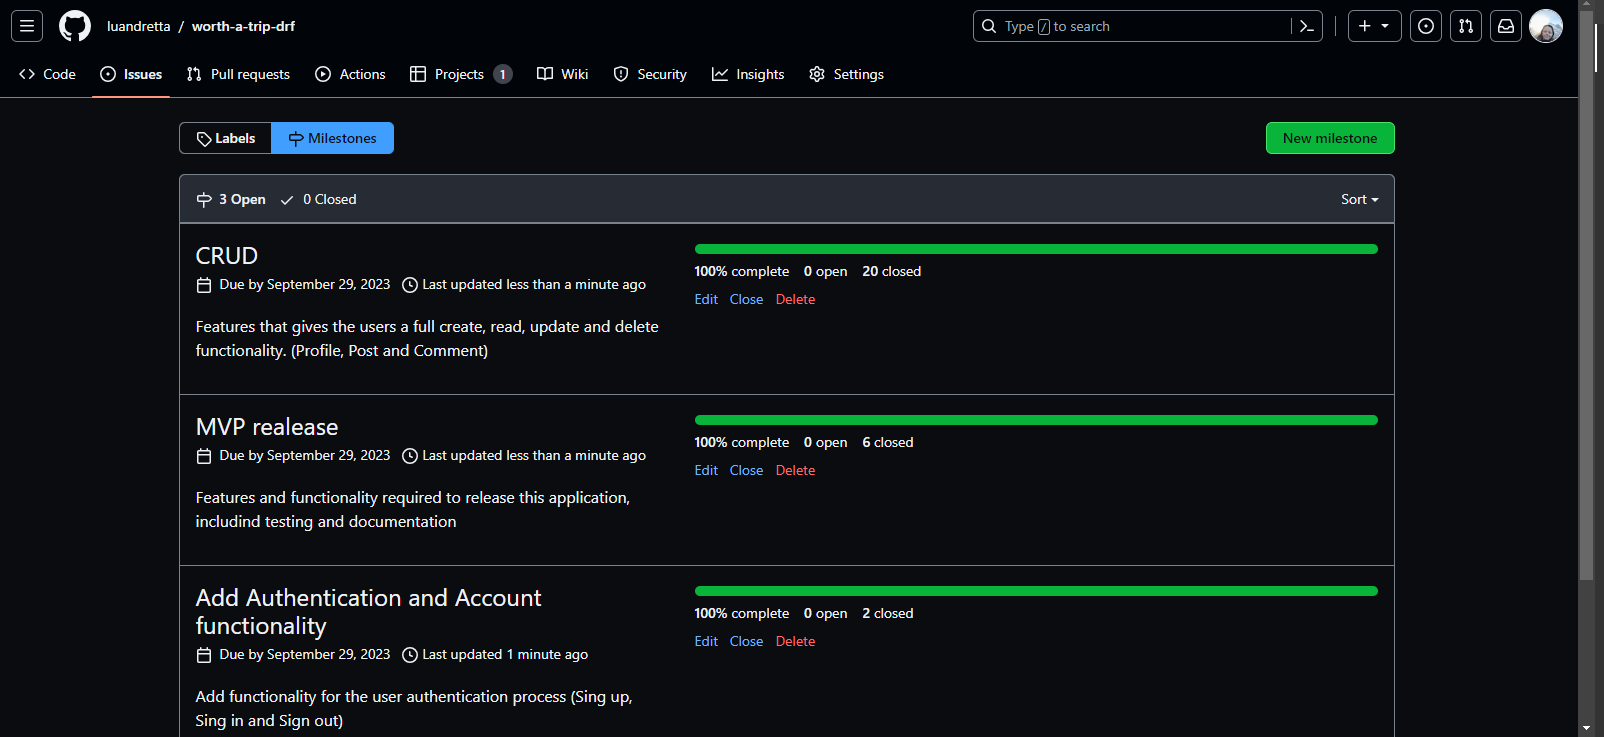 luandretta / worth-a-trip-drf
Type / to search
Code Issues Pull requests Actions Projects 1 Wiki Security Insights Settings
Labels Milestones
New milestone
3 Open 0 Closed
Sort
CRUD
Due by September 29, 2023 Last updated less than a minute ago
Features that gives the users a full create, read, update and delete
functionality. (Profile, Post and Comment)
100% complete 0 open 20 closed
Edit Close Delete
MVP realease
Due by September 29, 2023 Last updated less than a minute ago
Features and functionality required to release this application,
includind testing and documentation
100% complete 0 open 6 closed
Edit Close Delete
Add Authentication and Account
functionality
Due by September 29, 2023 Last updated 1 minute ago
Add functionality for the user authentication process (Sing up,
Sing in and Sign out)
100% complete 0 open 2 closed
Edit Close Delete